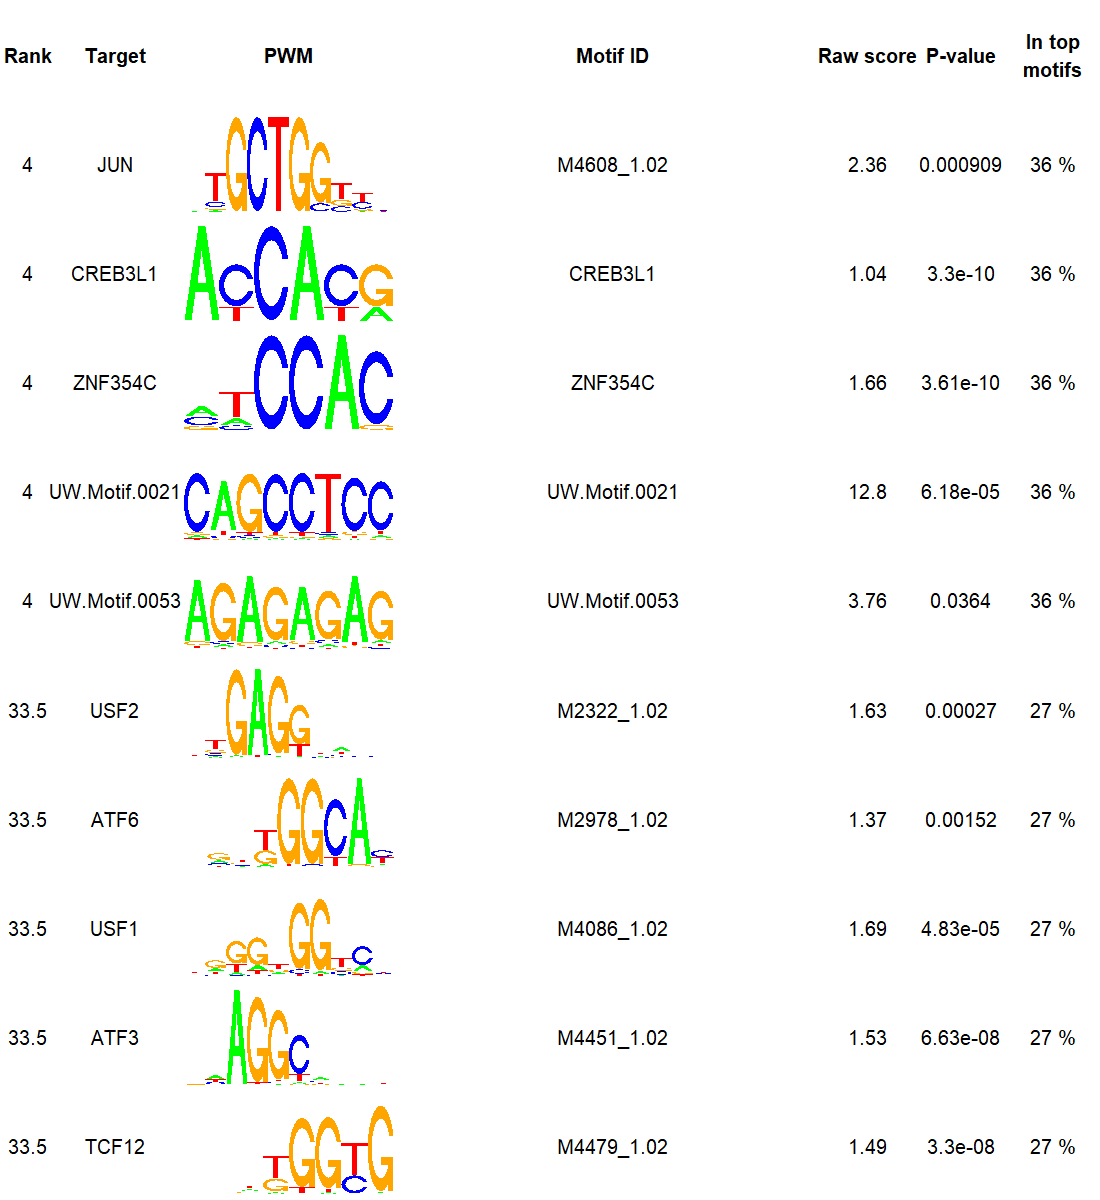 Rank Target PWM Motif ID Raw score P-value In top motifs
4 JUN TGCTGGTT M4608_1.02 2.36 0.000909 36 %
4 CREB3L1 ACCACG M CREB3L1 1.04 3.3e-10 36 %
4 ZNF354C ATCCAC ZNF354C 1.66 3.61e-10 36 %
4 UW.Motif.0021 CAGCCTCC UW.Motif.0021 12.8 6.18e-05 36 %
4 UW.Motif.0053 AGAGAGAG UW.Motif.0053 3.76 0.0364 36 %
33.5 USF2 TGAGG M2322_1.02 1.63 0.00027 27 %
33.5 ATF6 TGGCAC M2978_1.02 1.37 0.00152 27 %
33.5 USF1 GGGTGGTC M4086_1.02 1.69 4.83e-05 27 %
33.5 ATF3 AGGC M4451_1.02 1.53 6.63e-08 27 %
33.5 TCF12 TGGTG M4479_1.02 1.49 3.3e-08 27 %